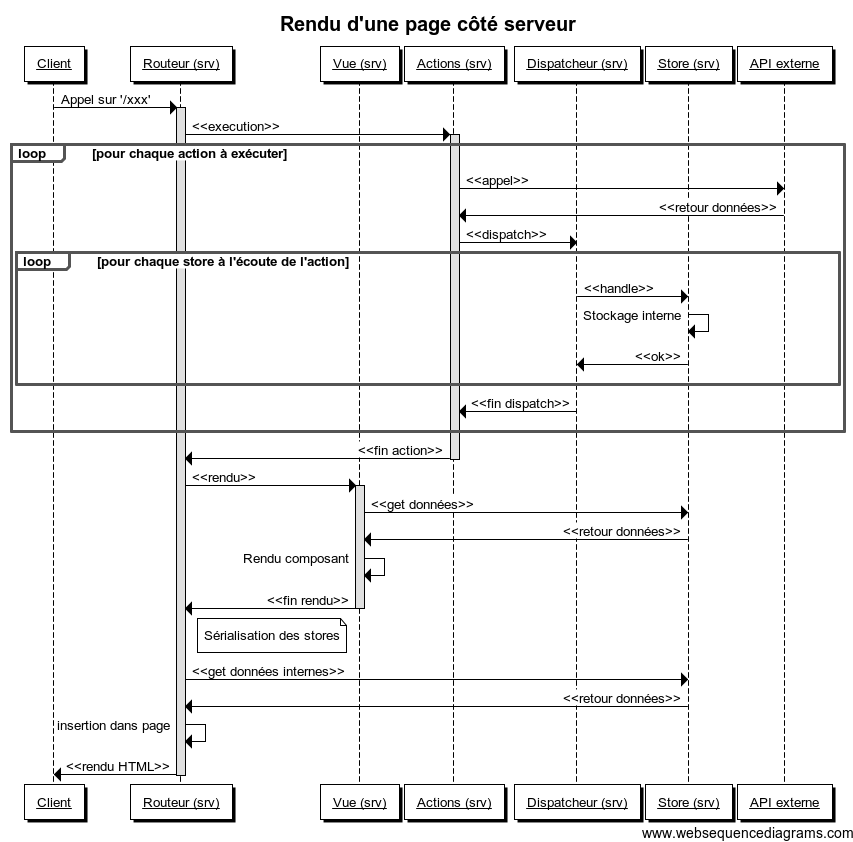 Rendu d'une page côté serveur
Client
Routeur (srv)
Vue (srv)
Actions (srv)
Dispatcheur (srv)
Store (srv)
API externe
Appel sur '/xxx'
<<execution>>
loop [pour chaque action à exécuter]
<<appel>>
<<retour données>>
<<dispatch>>
loop [pour chaque store à l'écoute de l'action]
<<handle>>
Stockage interne
<<ok>>
<<fin dispatch>>
<<fin action>>
<<rendu>>
<<get données>>
<<retour données>>
Rendu composant
<<fin rendu>>
Sérialisation des stores
<<get données internes>>
<<retour données>>
insertion dans page
<<rendu HTML>>
Client
Routeur (srv)
Vue (srv)
Actions (srv)
Dispatcheur (srv)
Store (srv)
API externe
www.websequencediagrams.com